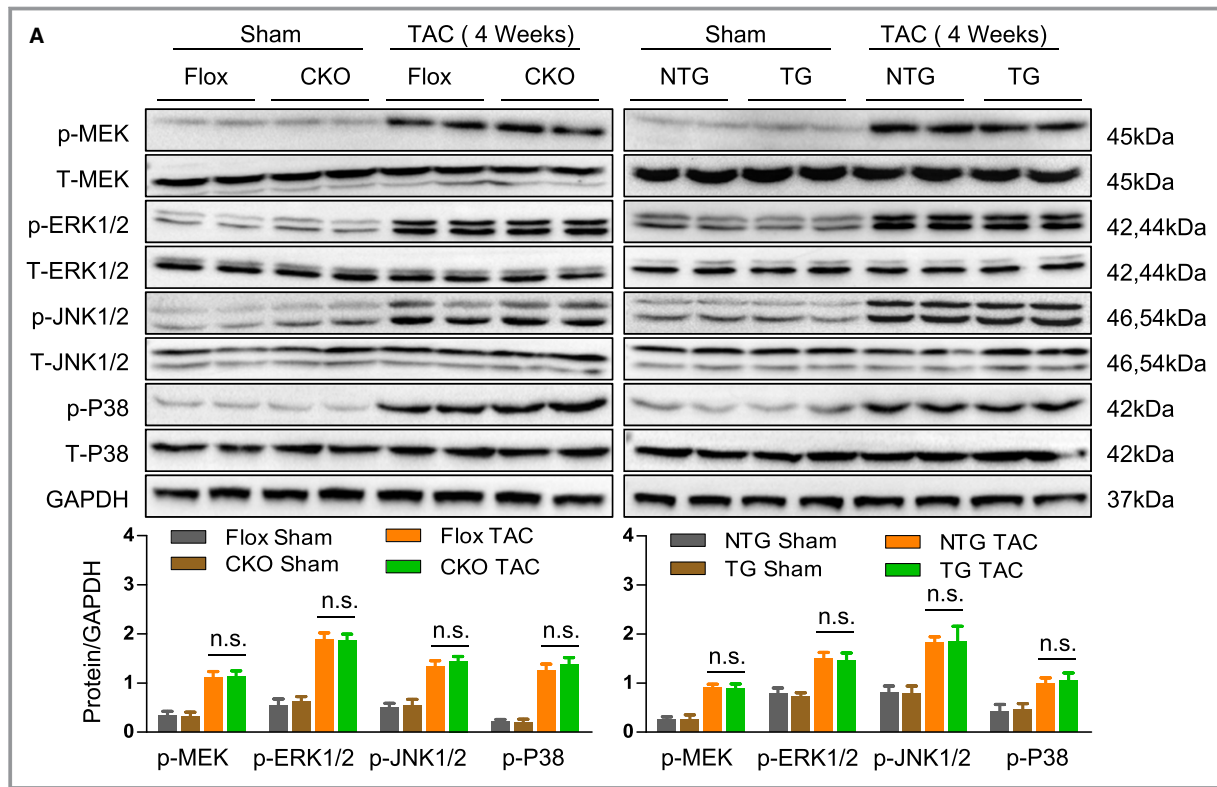 A
Sham TAC ( 4 Weeks) Sham TAC ( 4 Weeks)
Flox CKO Flox CKO NTG TG NTG TG
p-MEK 45kDa
T-MEK 45kDa
p-ERK1/2 42,44kDa
T-ERK1/2 42,44kDa
p-JNK1/2 46,54kDa
T-JNK1/2 46,54kDa
p-P38 42kDa
T-P38 42kDa
GAPDH 37kDa
Protein/GAPDH
4
3
2
1
0
Flox Sham Flox TAC
CKO Sham CKO TAC
n.s. n.s. n.s. n.s.
p-MEK p-ERK1/2 p-JNK1/2 p-P38
4
3
2
1
0
NTG Sham NTG TAC
TG Sham TG TAC
n.s. n.s. n.s. n.s.
p-MEK p-ERK1/2 p-JNK1/2 p-P38